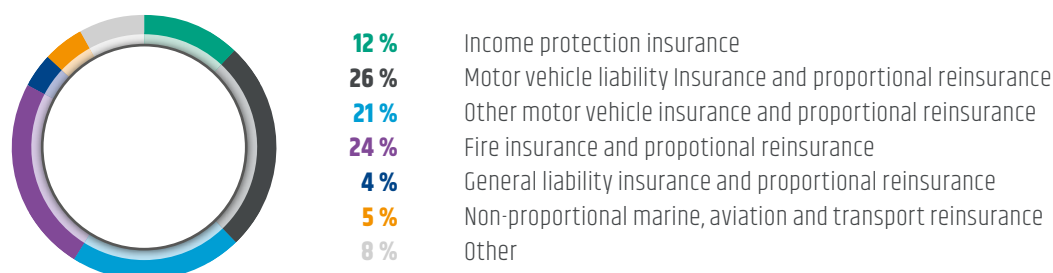 12 % Income protection insurance
26 % Motor vehicle liability Insurance and proportional reinsurance
21 % Other motor vehicle insurance and proportional reinsurance
24 % Fire insurance and propotional reinsurance
4 % General liability insurance and proportional reinsurance
5 % Non-proportional marine, aviation and transport reinsurance
8 % Other